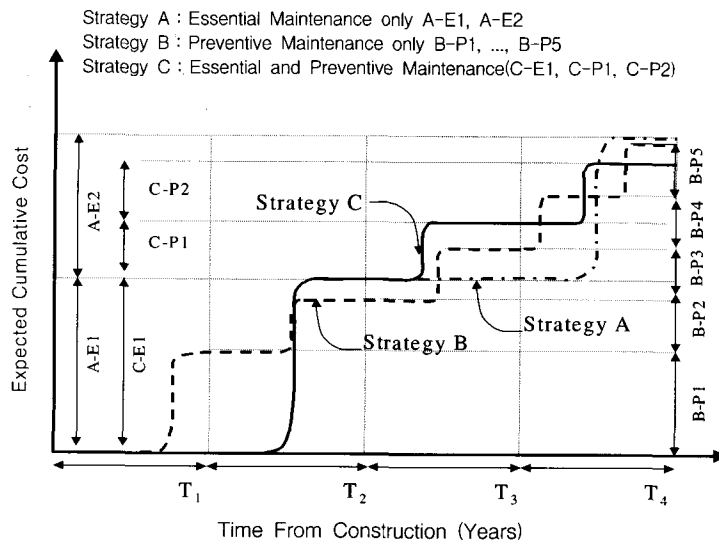 Strategy A : Essential Maintenance only A-E1, A-E2
Strategy B : Preventive Maintenance only B-P1, ..., B-P5
Strategy C : Essential and Preventive Maintenance(C-E1, C-P1, C-P2)
Expected Cumulative Cost
A-E2
A-E1
C-P2
C-P1
C-E1
Strategy C
Strategy B
Strategy A
B-P5
B-P4
B-P3
B-P2
B-P1
T1
T2
T3
T4
Time From Construction (Years)